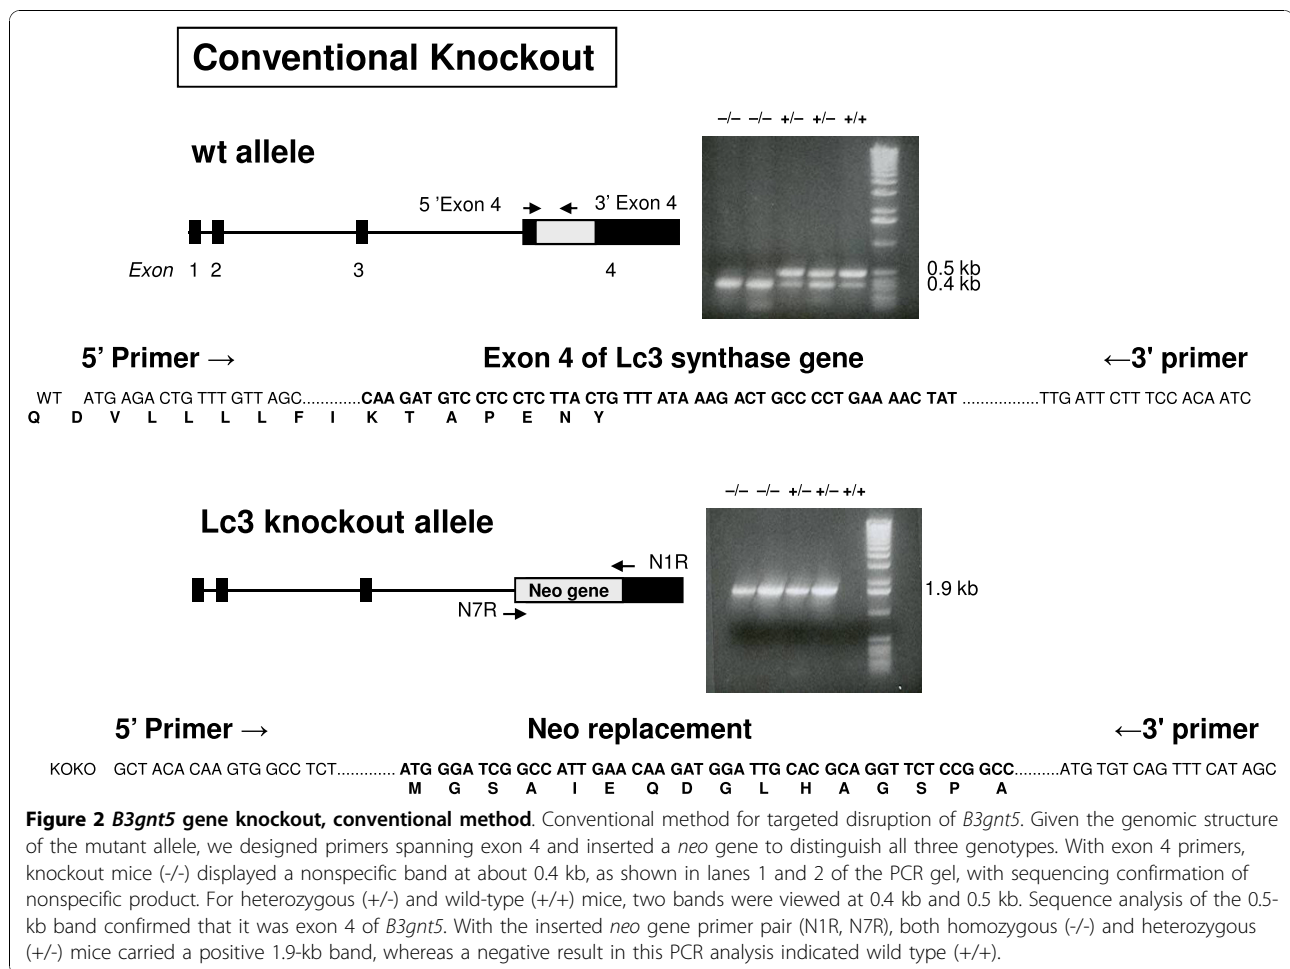 Conventional Knockout
–/– –/– +/– +/– +/+
wt allele
5 ’Exon 4 3’ Exon 4
Exon 1 2 3 4
0.5 kb
0.4 kb
5’ Primer → Exon 4 of Lc3 synthase gene ←3' primer
WT ATG AGA CTG TTT GTT AGC............CAA GAT GTC CTC CTC TTA CTG TTT ATA AAG ACT GCC CCT GAA AAC TAT .................TTG ATT CTT TCC ACA ATC
Q D V L L L L F I K T A P E N Y
–/– –/– +/– +/– +/+
Lc3 knockout allele
N1R
Neo gene
N7R
1.9 kb
5’ Primer → Neo replacement ←3' primer
KOKO GCT ACA CAA GTG GCC TCT............ ATG GGA TCG GCC ATT GAA CAA GAT GGA TTG CAC GCA GGT TCT CCG GCC..........ATG TGT CAG TTT CAT AGC
M G S A I E Q D G L H A G S P A
Figure 2 B3gnt5 gene knockout, conventional method. Conventional method for targeted disruption of B3gnt5. Given the genomic structure
of the mutant allele, we designed primers spanning exon 4 and inserted a neo gene to distinguish all three genotypes. With exon 4 primers,
knockout mice (-/-) displayed a nonspecific band at about 0.4 kb, as shown in lanes 1 and 2 of the PCR gel, with sequencing confirmation of
nonspecific product. For heterozygous (+/-) and wild-type (+/+) mice, two bands were viewed at 0.4 kb and 0.5 kb. Sequence analysis of the 0.5-
kb band confirmed that it was exon 4 of B3gnt5. With the inserted neo gene primer pair (N1R, N7R), both homozygous (-/-) and heterozygous
(+/-) mice carried a positive 1.9-kb band, whereas a negative result in this PCR analysis indicated wild type (+/+).